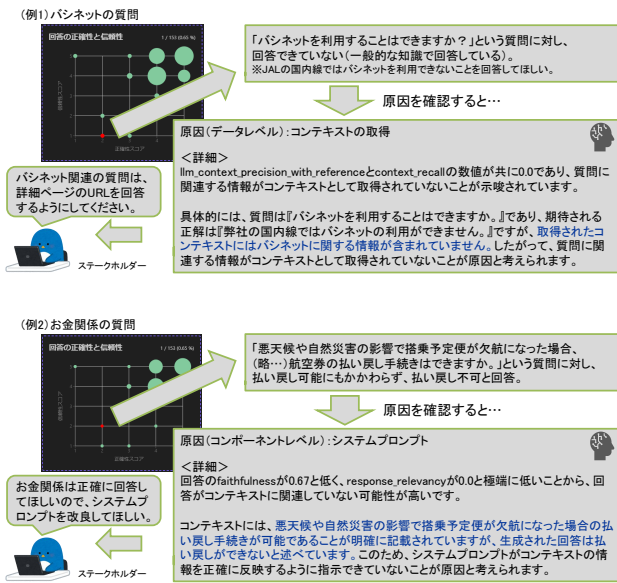 (例1)バシネットの質問
回答の正確性と信頼性
1 / 153 (0.65 %)
正確性スコア
「バシネットを利用することはできますか?」という質問に対し、
回答できていない(一般的な知識で回答している)。
※JALの国内線ではバシネットを利用できないことを回答してほしい。
原因を確認すると…
原因(データレベル):コンテキストの取得
<詳細>
llm_context_precision_with_referenceとcontext_recallの数値が共に0.0であり、質問に
関連する情報がコンテキストとして取得されていないことが示唆されています。
具体的には、質問は『バシネットを利用することはできますか。』であり、期待される
正解は『弊社の国内線ではバシネットの利用ができません。』ですが、取得されたコ
ンテキストにはバシネットに関する情報が含まれていません。したがって、質問に関
連する情報がコンテキストとして取得されていないことが原因と考えられます。
バシネット関連の質問は、
詳細ページのURLを回答
するようにしてください。
ステークホルダー
(例2)お金関係の質問
回答の正確性と信頼性
1 / 153 (0.65 %)
正確性スコア
「悪天候や自然災害の影響で搭乗予定便が欠航になった場合、
(略…)航空券の払い戻し手続きはできますか。」という質問に対し、
払い戻し可能にもかかわらず、払い戻し不可と回答。
原因を確認すると…
原因(コンポーネントレベル):システムプロンプト
<詳細>
回答のfaithfulnessが0.67と低く、response_relevancyが0.0と極端に低いことから、回
答がコンテキストに関連していない可能性が高いです。
コンテキストには、悪天候や自然災害の影響で搭乗予定便が欠航になった場合の払
い戻し手続きが可能であることが明確に記載されていますが、生成された回答は払
い戻しができないと述べています。このため、システムプロンプトがコンテキストの情
報を正確に反映するように指示できていないことが原因と考えられます。
お金関係は正確に回答し
てほしいので、システムプ
ロンプトを改良してほしい。
ステークホルダー